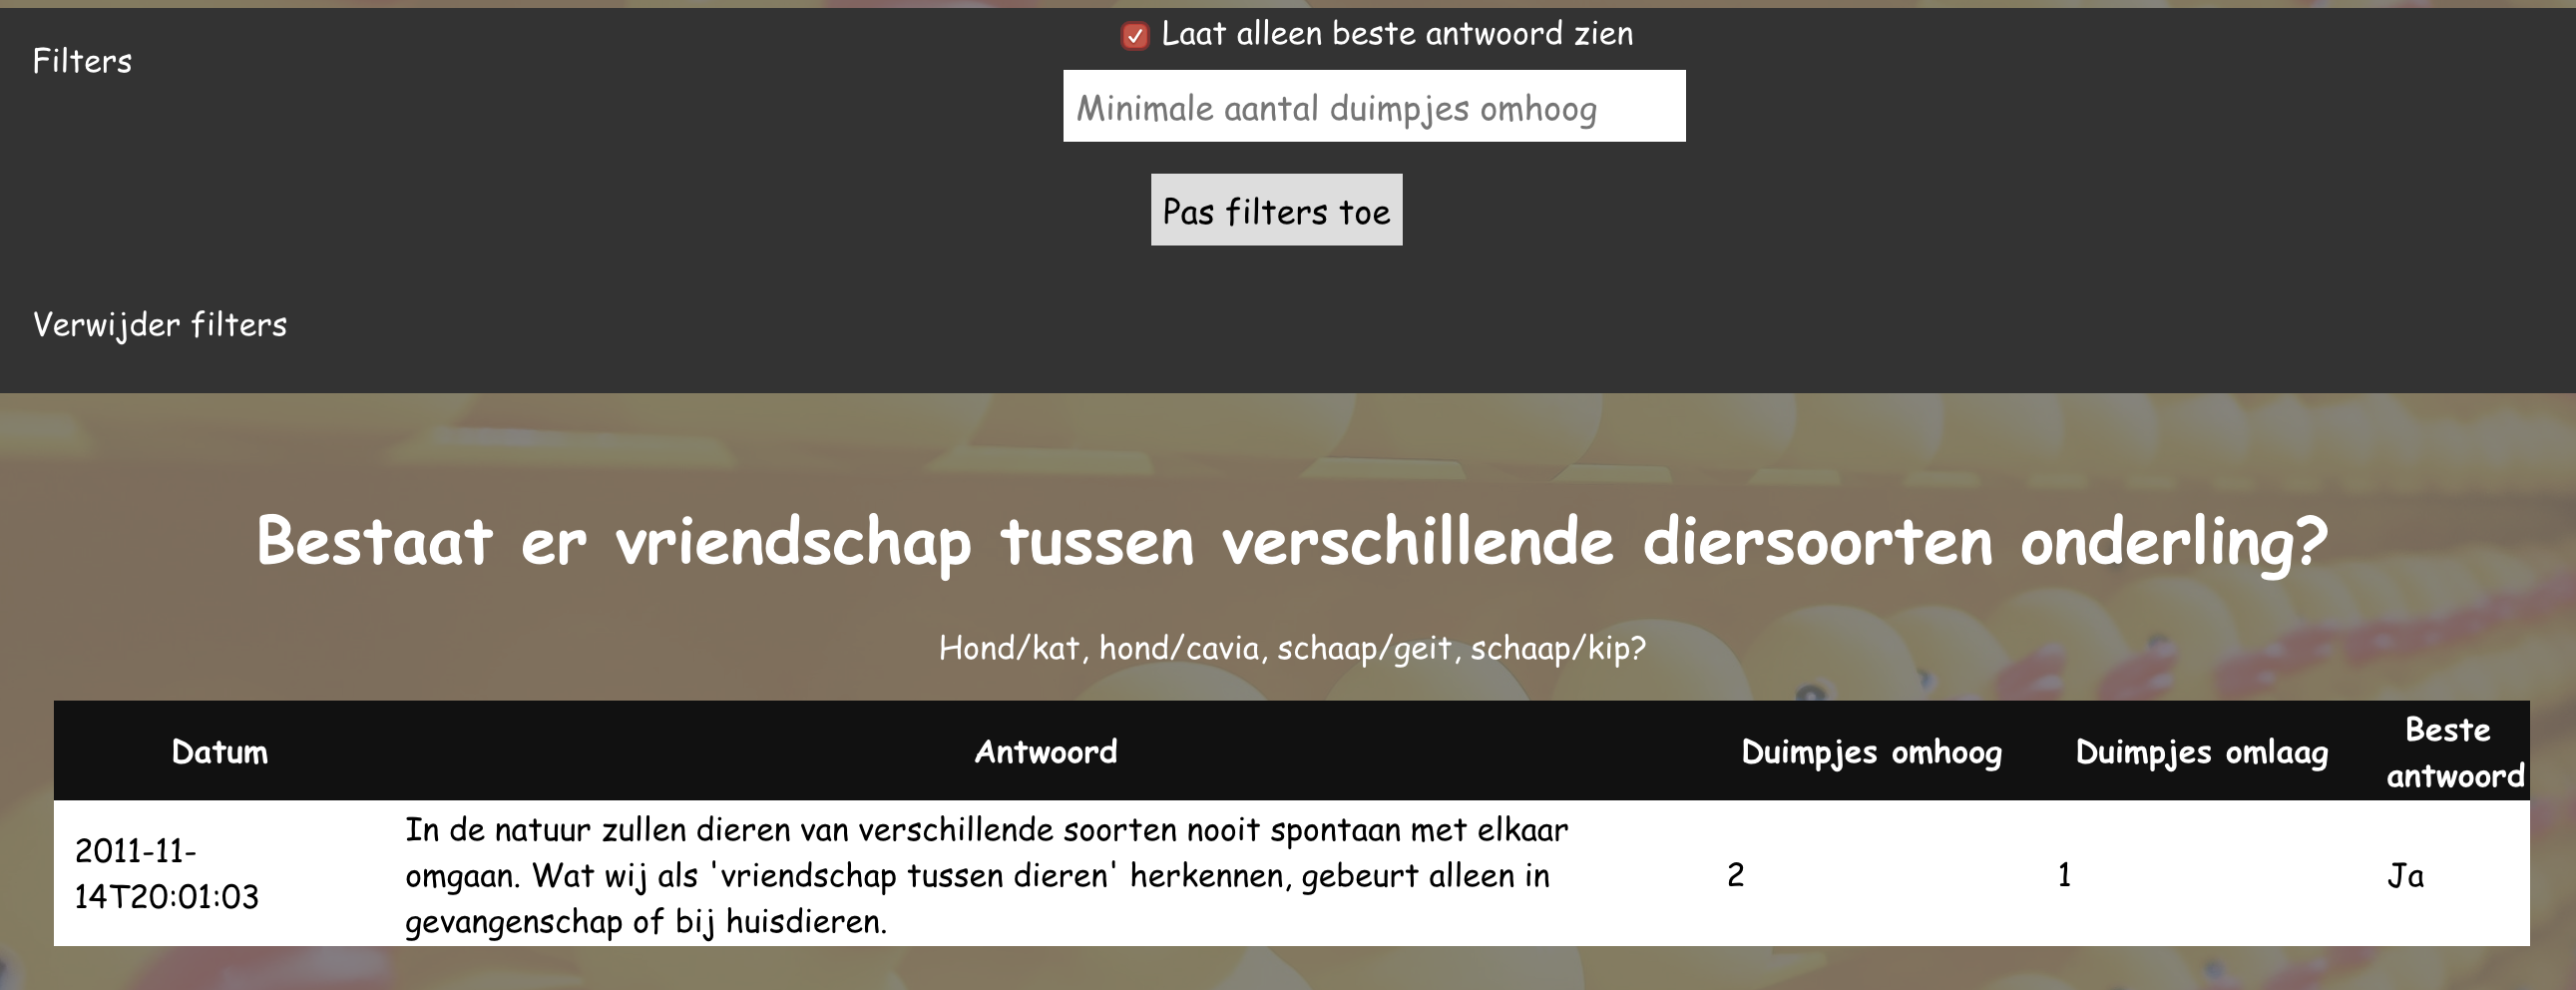 Filters
Laat alleen beste antwoord zien
Minimale aantal duimpjes omhoog
Pas filters toe
Verwijder filters
Bestaat er vriendschap tussen verschillende diersoorten onderling?
Hond/kat, hond/cavia, schaap/geit, schaap/kip?
Datum
Antwoord
Duimpjes omhoog
Duimpjes omlaag
Beste
antwoord
2011-11-
14T20:01:03
In de natuur zullen dieren van verschillende soorten nooit spontaan met elkaar
omgaan. Wat wij als 'vriendschap tussen dieren' herkennen, gebeurt alleen in
gevangenschap of bij huisdieren.
2
1
Ja